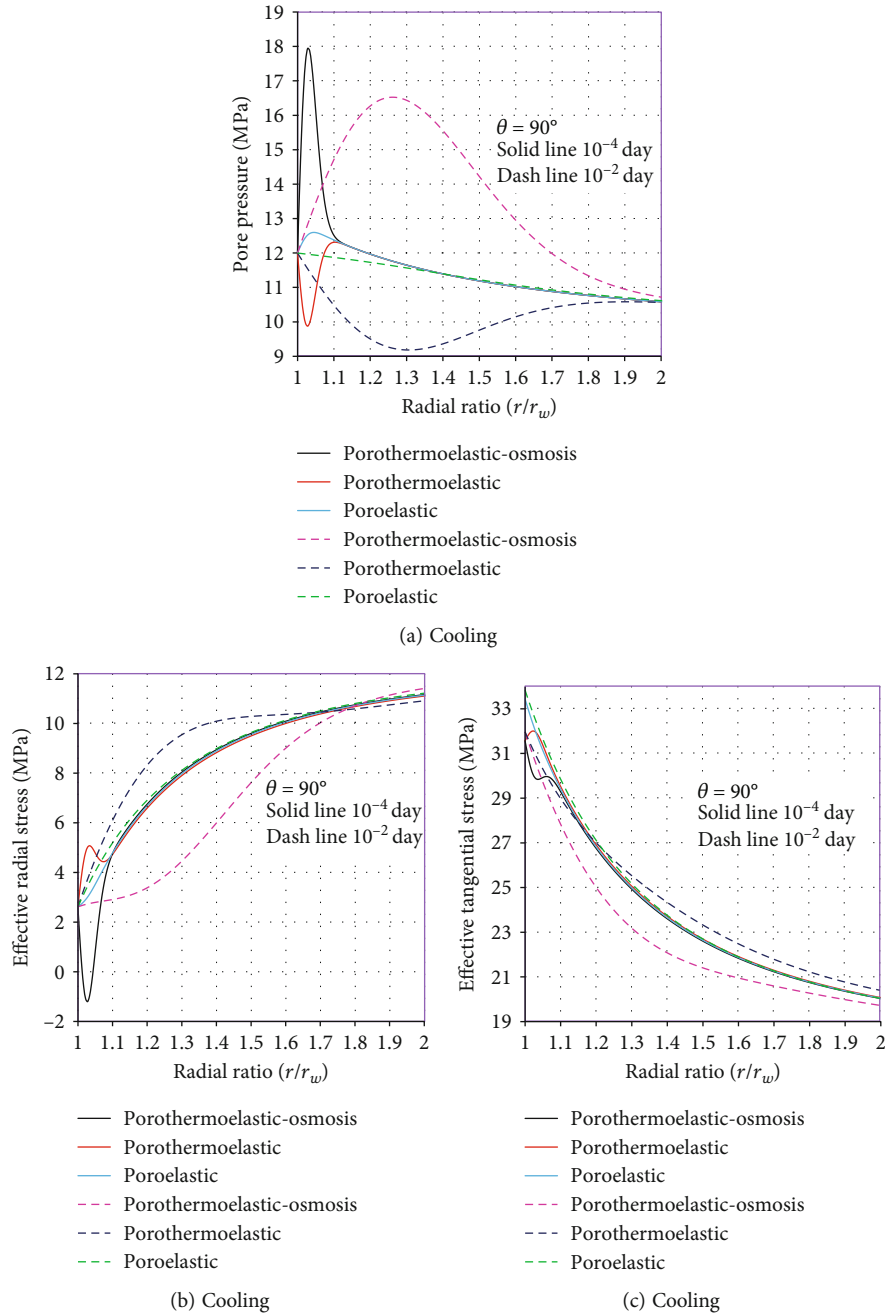 19
18
17
16
15
14
13
12
11
10
9
Pore pressure (MPa)
θ = 90°
Solid line 10⁻⁴ day
Dash line 10⁻² day
1 1.1 1.2 1.3 1.4 1.5 1.6 1.7 1.8 1.9 2
Radial ratio (r/r_w)
Porothermoelastic-osmosis
Porothermoelastic
Poroelastic
Porothermoelastic-osmosis
Porothermoelastic
Poroelastic
(a) Cooling
12
10
8
6
4
2
0
−2
Effective radial stress (MPa)
θ = 90°
Solid line 10⁻⁴ day
Dash line 10⁻² day
1 1.1 1.2 1.3 1.4 1.5 1.6 1.7 1.8 1.9 2
Radial ratio (r/r_w)
Porothermoelastic-osmosis
Porothermoelastic
Poroelastic
Porothermoelastic-osmosis
Porothermoelastic
Poroelastic
(b) Cooling
33
31
29
27
25
23
21
19
Effective tangential stress (MPa)
θ = 90°
Solid line 10⁻⁴ day
Dash line 10⁻² day
1 1.1 1.2 1.3 1.4 1.5 1.6 1.7 1.8 1.9 2
Radial ratio (r/r_w)
Porothermoelastic-osmosis
Porothermoelastic
Poroelastic
Porothermoelastic-osmosis
Porothermoelastic
Poroelastic
(c) Cooling